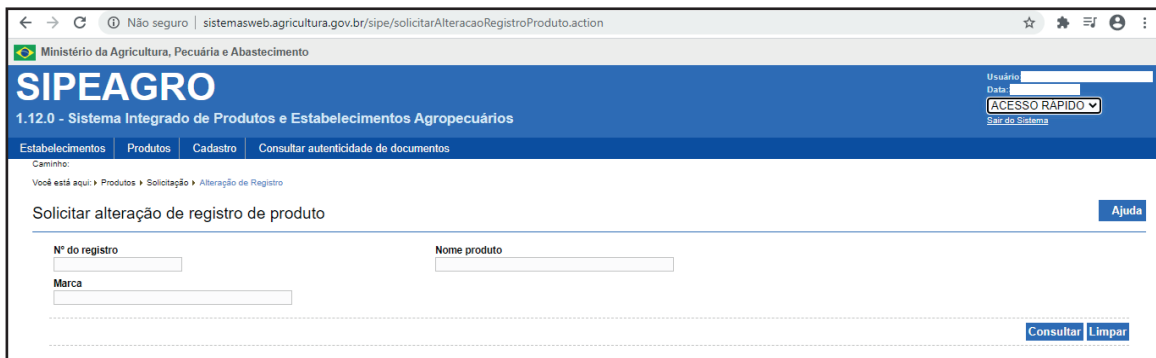 Não seguro | sistemasweb.agricultura.gov.br/sipe/solicitarAlteracaoRegistroProduto.action
Ministério da Agricultura, Pecuária e Abastecimento
SIPEAGRO
1.12.0 - Sistema Integrado de Produtos e Estabelecimentos Agropecuários
Usuário:
Data:
ACESSO RÁPIDO
Sair do Sistema
Estabelecimentos Produtos Cadastro Consultar autenticidade de documentos
Caminho:
Você está aqui: Produtos Solicitação Alteração de Registro
Solicitar alteração de registro de produto Ajuda
Nº do registro Nome produto
Marca
Consultar Limpar